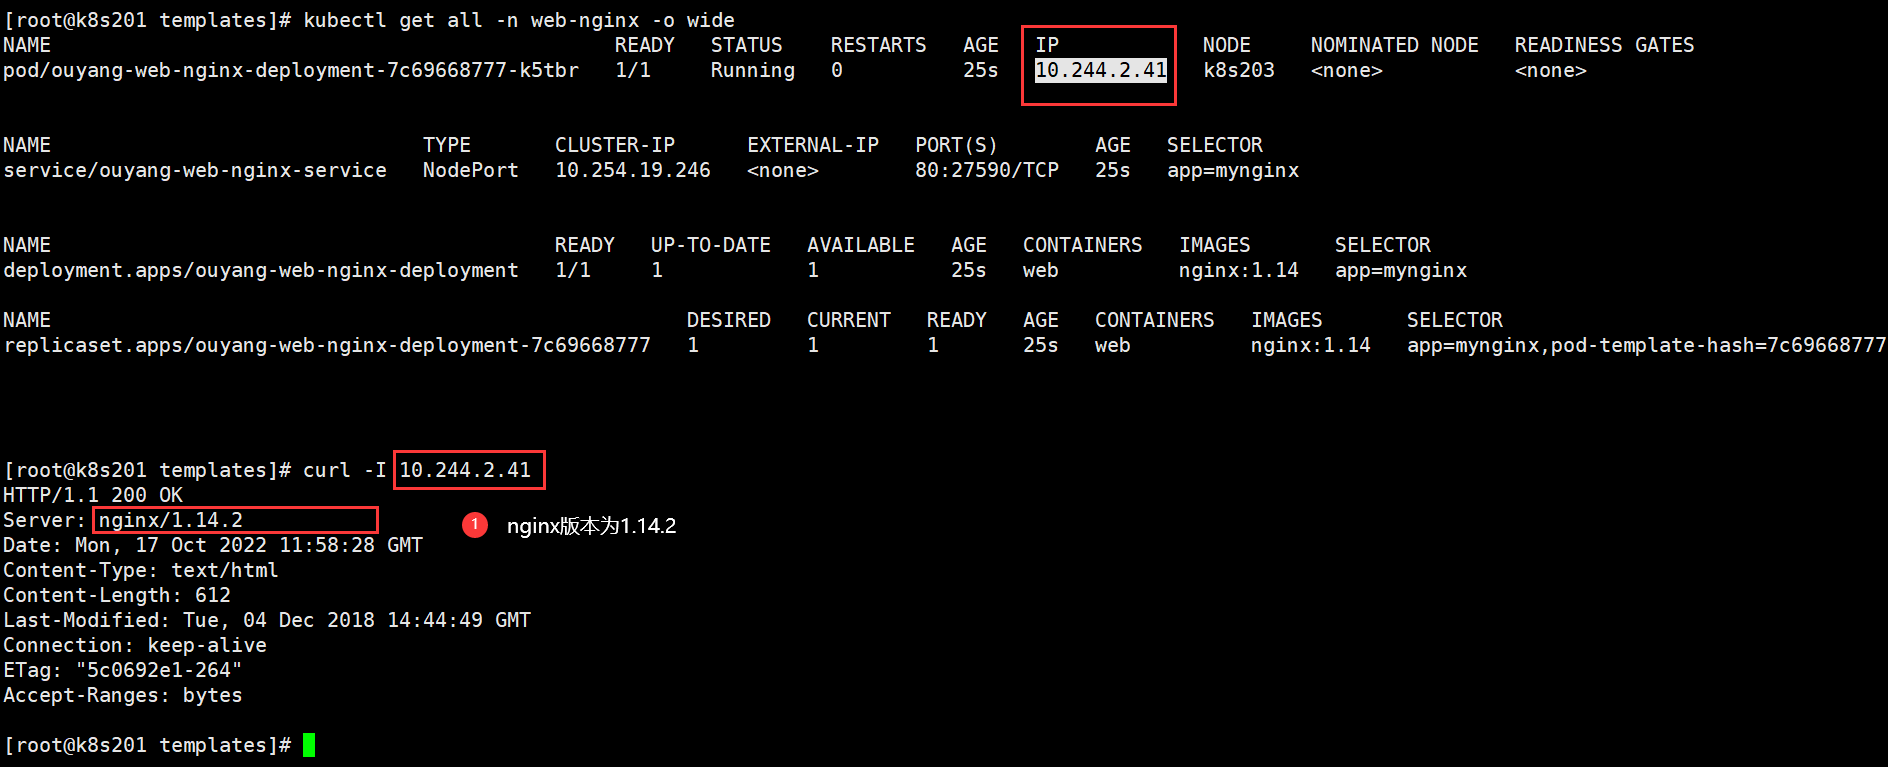 [root@k8s201 templates]# kubectl get all -n web-nginx -o wide
NAME READY STATUS RESTARTS AGE IP NODE NOMINATED NODE READINESS GATES
pod/ouyang-web-nginx-deployment-7c69668777-k5tbr 1/1 Running 0 25s 10.244.2.41 k8s203 <none> <none>
NAME TYPE CLUSTER-IP EXTERNAL-IP PORT(S) AGE SELECTOR
service/ouyang-web-nginx-service NodePort 10.254.19.246 <none> 80:27590/TCP 25s app=mynginx
NAME READY UP-TO-DATE AVAILABLE AGE CONTAINERS IMAGES SELECTOR
deployment.apps/ouyang-web-nginx-deployment 1/1 1 1 25s web nginx:1.14 app=mynginx
NAME DESIRED CURRENT READY AGE CONTAINERS IMAGES SELECTOR
replicaset.apps/ouyang-web-nginx-deployment-7c69668777 1 1 1 25s web nginx:1.14 app=mynginx,pod-template-hash=7c69668777
[root@k8s201 templates]# curl -I 10.244.2.41
HTTP/1.1 200 OK
Server: nginx/1.14.2
1 nginx版本为1.14.2
Date: Mon, 17 Oct 2022 11:58:28 GMT
Content-Type: text/html
Content-Length: 612
Last-Modified: Tue, 04 Dec 2018 14:44:49 GMT
Connection: keep-alive
ETag: "5c0692e1-264"
Accept-Ranges: bytes
[root@k8s201 templates]#